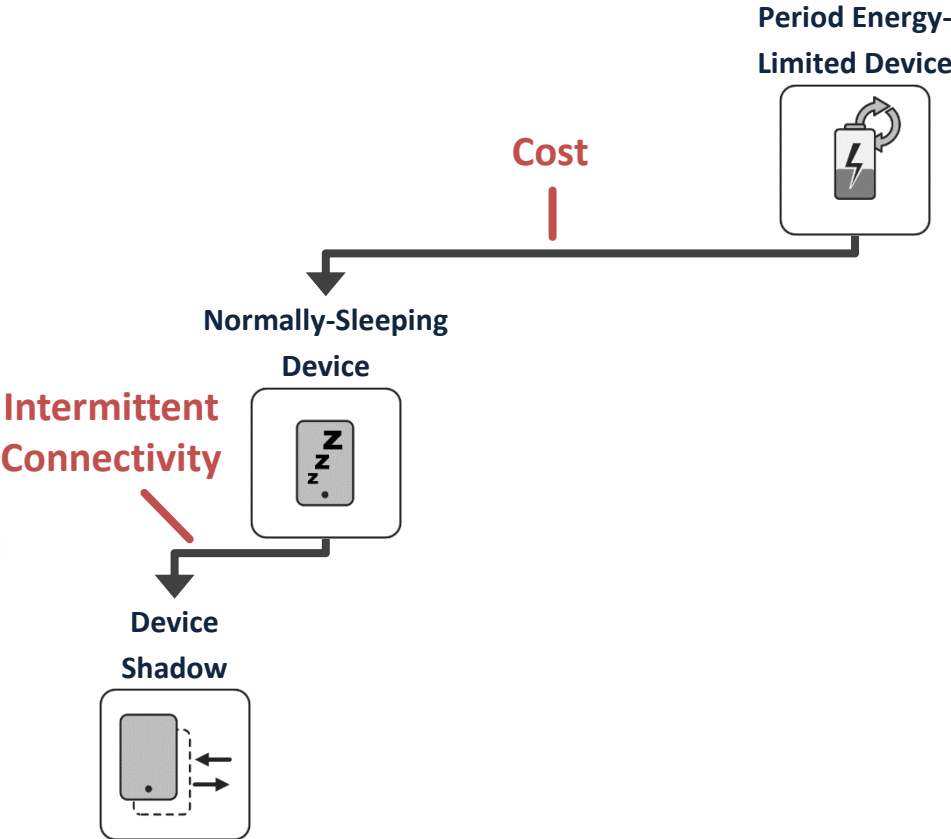 Period Energy-
Limited Device
Cost
Normally-Sleeping
Device
z
z
z
Intermittent
Connectivity
Device
Shadow